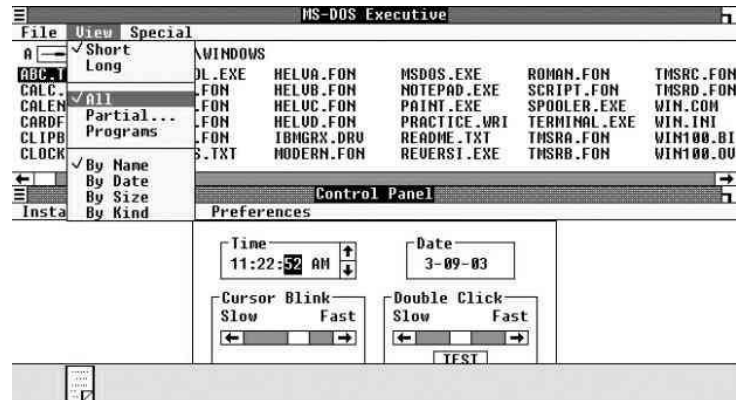 MS-DOS Executive
File View Special
A \WINDOWS
Short
Long
All
Partial...
Programs
By Name
By Date
By Size
By Kind
ABC.T OL.EXE HELVA.FON MSDOS.EXE ROMAN.FON TMSRC.FON
CALC. .FON HELVB.FON NOTEPAD.EXE SCRIPT.FON TMSRD.FON
CALEN .FON HELVC.FON PAINT.EXE SPOOLER.EXE WIN.COM
CARDF .FON HELVD.FON PRACTICE.WRI TERMINAL.EXE WIN.INI
CLIPB .FON IBMGRX.DRV README.TXT TMSRA.FON WIN100.BI
CLOCK S.TXT MODERN.FON REVERSI.EXE TMSRB.FON WIN100.OV
Control Panel
Insta Preferences
Time
11:22:52 AM
Date
3-09-03
Cursor Blink
Slow Fast
Double Click
Slow Fast
TEST